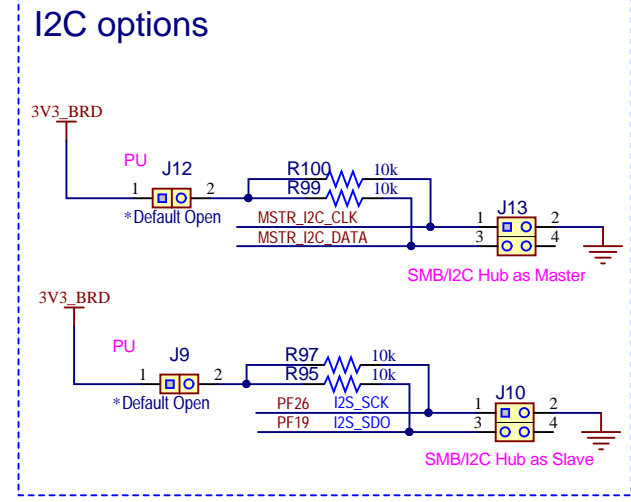 I2C options
3V3_BRD
PU
J12
1 2
*Default Open
R100 10k
R99 10k
MSTR_I2C_CLK
MSTR_I2C_DATA
J13
1 2
3 4
SMB/I2C Hub as Master
3V3_BRD
PU
J9
1 2
*Default Open
R97 10k
R95 10k
PF26 I2S_SCK
PF19 I2S_SDO
J10
1 2
3 4
SMB/I2C Hub as Slave